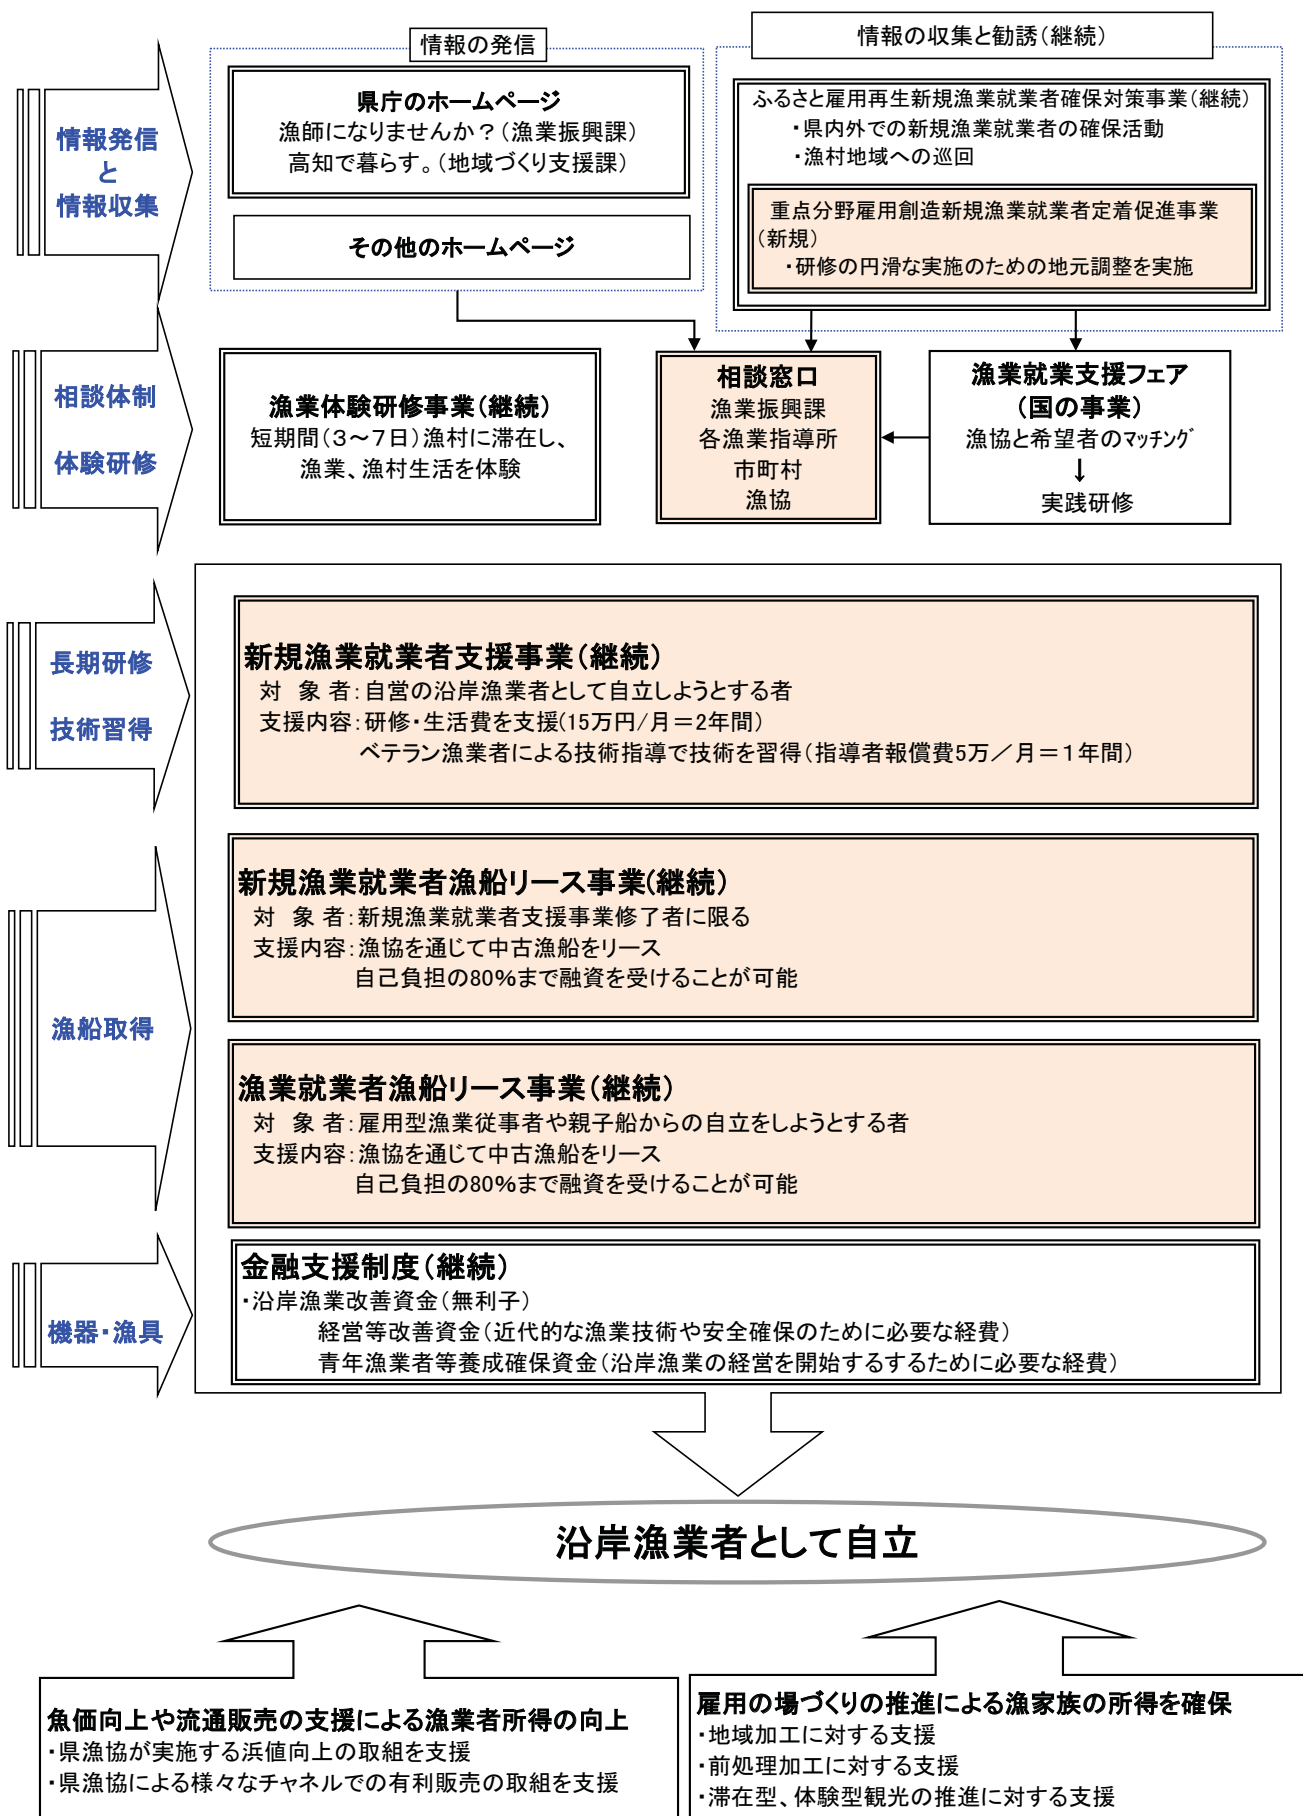 情報の発信
情報の収集と勧誘(継続)
情報発信
と
情報収集
県庁のホームページ
漁師になりませんか?(漁業振興課)
高知で暮らす。(地域づくり支援課)
その他のホームページ
ふるさと雇用再生新規漁業就業者確保対策事業(継続)
・県内外での新規漁業就業者の確保活動
・漁村地域への巡回
重点分野雇用創造新規漁業就業者定着促進事業
(新規)
・研修の円滑な実施のための地元調整を実施
相談体制
体験研修
漁業体験研修事業(継続)
短期間(3~7日)漁村に滞在し、
漁業、漁村生活を体験
相談窓口
漁業振興課
各漁業指導所
市町村
漁協
漁業就業支援フェア
(国の事業)
漁協と希望者のマッチング
↓
実践研修
長期研修
技術習得
新規漁業就業者支援事業(継続)
対 象 者:自営の沿岸漁業者として自立しようとする者
支援内容:研修・生活費を支援(15万円/月=2年間)
ベテラン漁業者による技術指導で技術を習得(指導者報償費5万/月=1年間)
漁船取得
新規漁業就業者漁船リース事業(継続)
対 象 者:新規漁業就業者支援事業修了者に限る
支援内容:漁協を通じて中古漁船をリース
自己負担の80%まで融資を受けることが可能
漁業就業者漁船リース事業(継続)
対 象 者:雇用型漁業従事者や親子船からの自立をしようとする者
支援内容:漁協を通じて中古漁船をリース
自己負担の80%まで融資を受けることが可能
機器・漁具
金融支援制度(継続)
・沿岸漁業改善資金(無利子)
経営等改善資金(近代的な漁業技術や安全確保のために必要な経費)
青年漁業者等養成確保資金(沿岸漁業の経営を開始するするために必要な経費)
沿岸漁業者として自立
魚価向上や流通販売の支援による漁業者所得の向上
・県漁協が実施する浜値向上の取組を支援
・県漁協による様々なチャネルでの有利販売の取組を支援
雇用の場づくりの推進による漁家族の所得を確保
・地域加工に対する支援
・前処理加工に対する支援
・滞在型、体験型観光の推進に対する支援